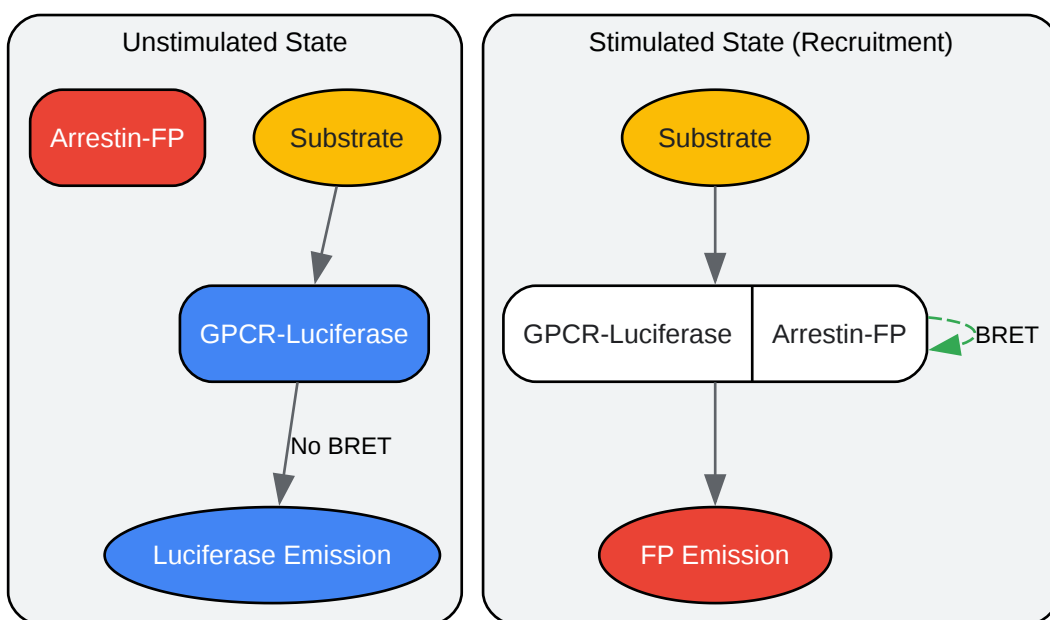 Unstimulated State
Arrestin-FP
Substrate
GPCR-Luciferase
No BRET
Luciferase Emission
Stimulated State (Recruitment)
Substrate
GPCR-Luciferase
Arrestin-FP
BRET
FP Emission